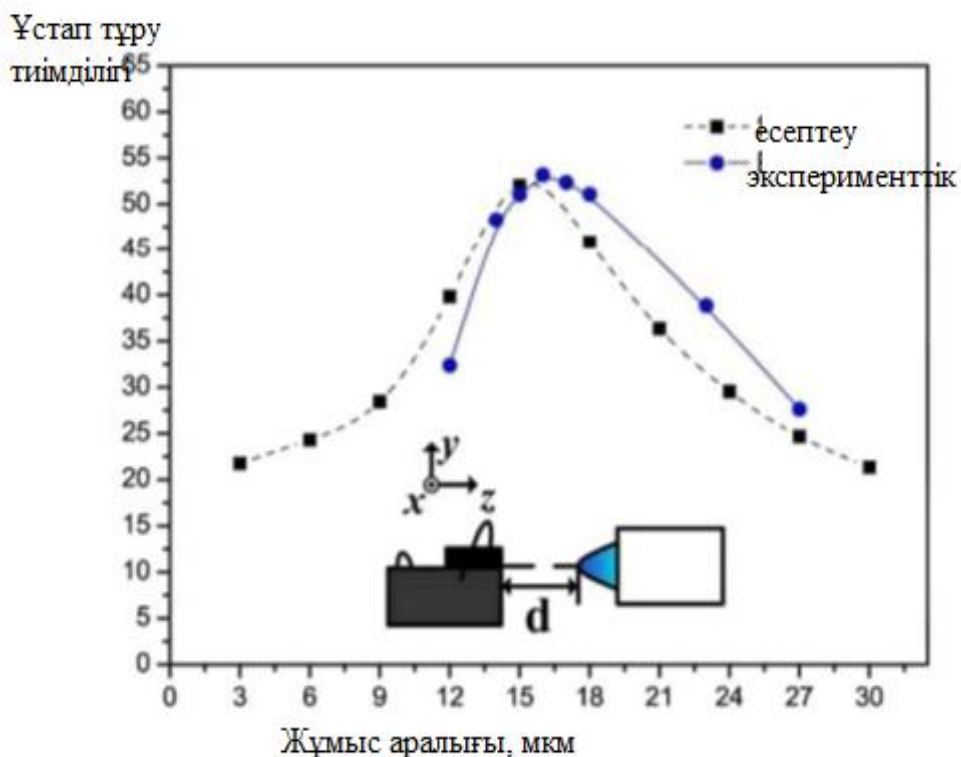 Ұстап тұру
тиімділігі
65
60
55
50
45
40
35
30
25
20
15
10
5
0
есептеу
эксперименттік
y
x
z
d
0 3 6 9 12 15 18 21 24 27 30
Жұмыс аралығы, мкм